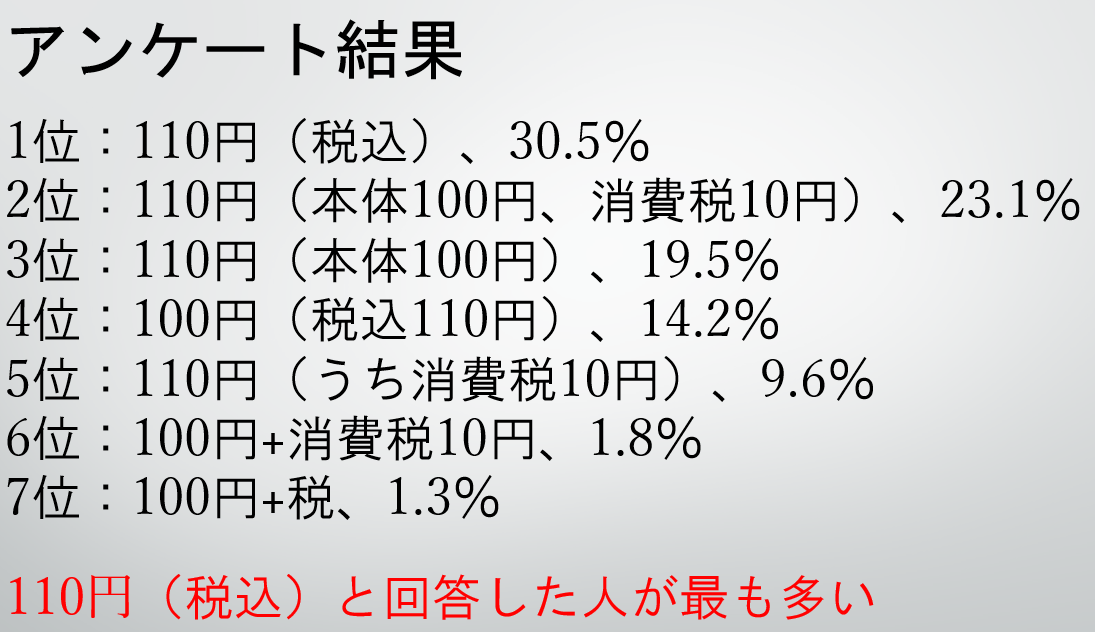 アンケート結果
1位：110円（税込）、30.5%
2位：110円（本体100円、消費税10円）、23.1%
3位：110円（本体100円）、19.5%
4位：100円（税込110円）、14.2%
5位：110円（うち消費税10円）、9.6%
6位：100円+消費税10円、1.8%
7位：100円+税、1.3%
110円（税込）と回答した人が最も多い